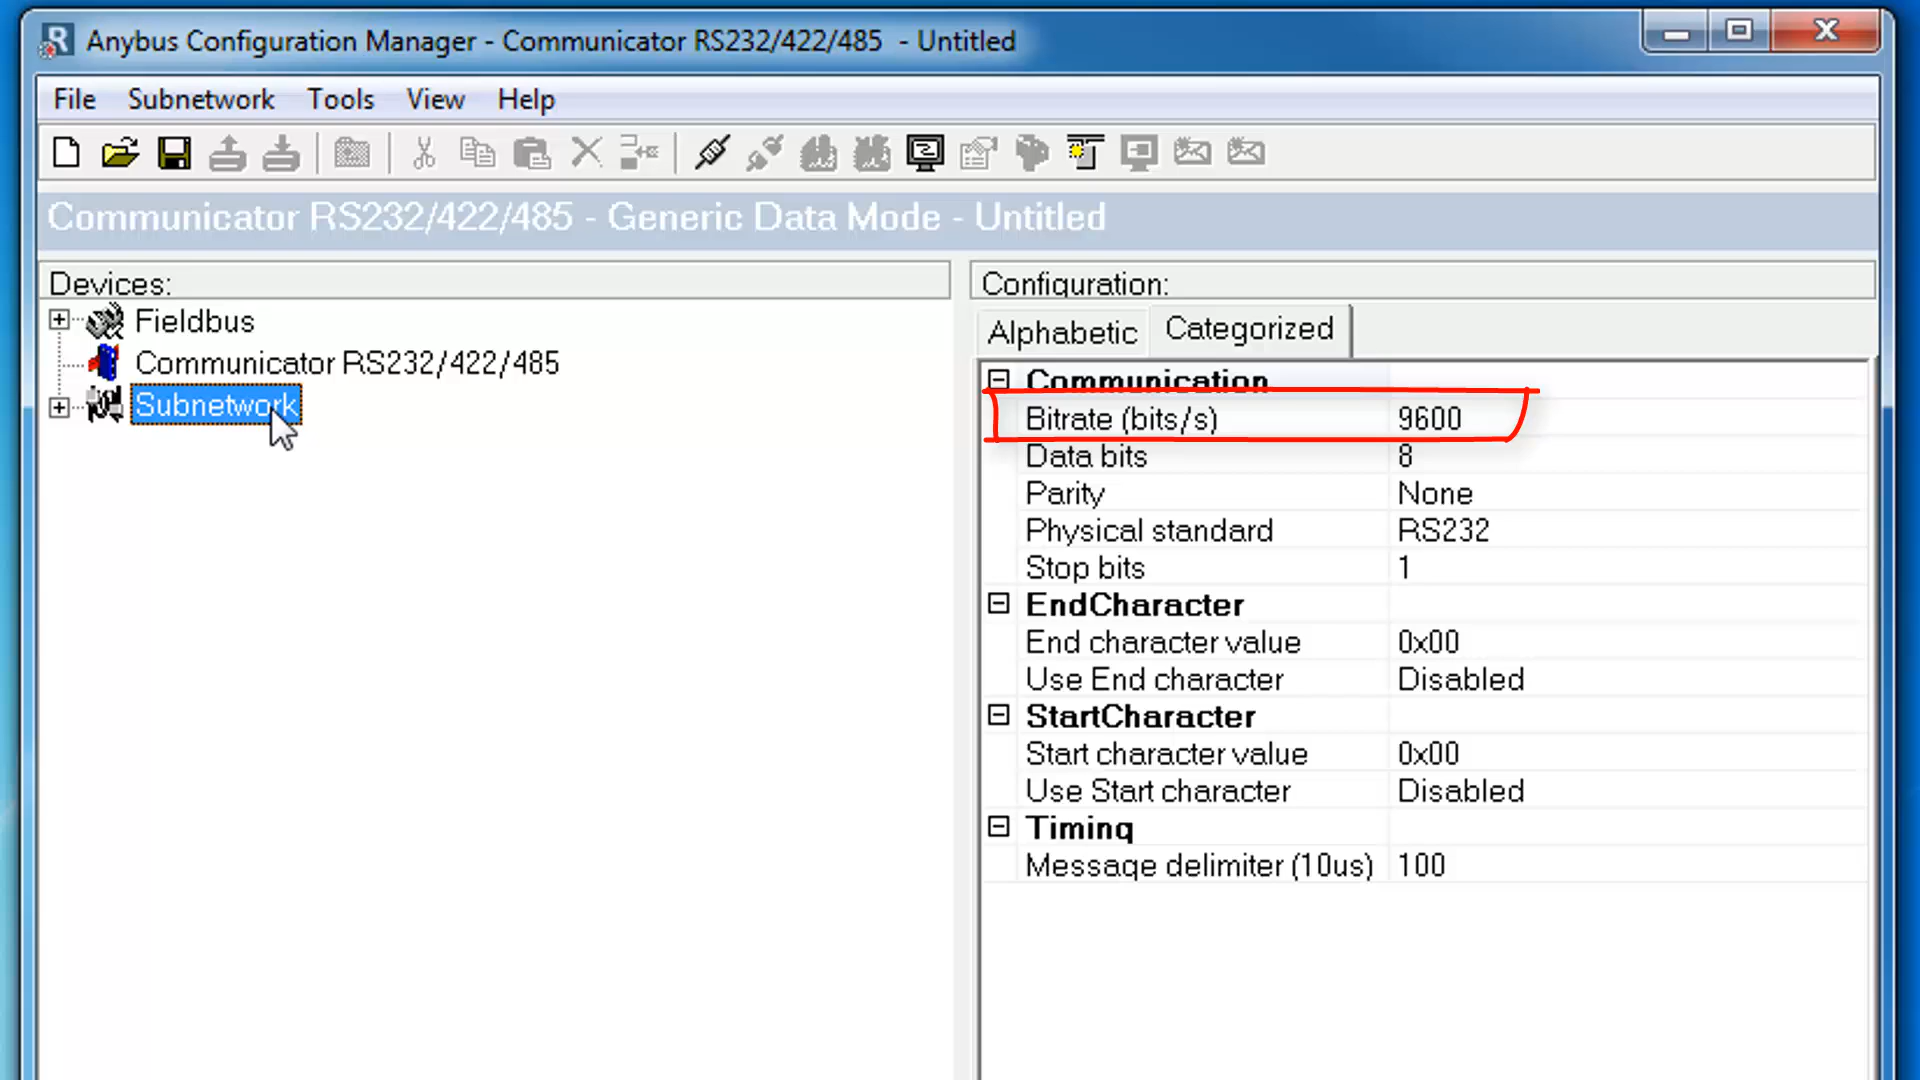 Anybus Configuration Manager - Communicator RS232/422/485 - Untitled
File Subnetwork Tools View Help
Communicator RS232/422/485 - Generic Data Mode - Untitled
Devices:
Fieldbus
Communicator RS232/422/485
Subnetwork
Configuration:
Alphabetic Categorized
Communication
Bitrate (bits/s) 9600
Data bits 8
Parity None
Physical standard RS232
Stop bits 1
EndCharacter
End character value 0x00
Use End character Disabled
StartCharacter
Start character value 0x00
Use Start character Disabled
Timing
Message delimiter (10us) 100